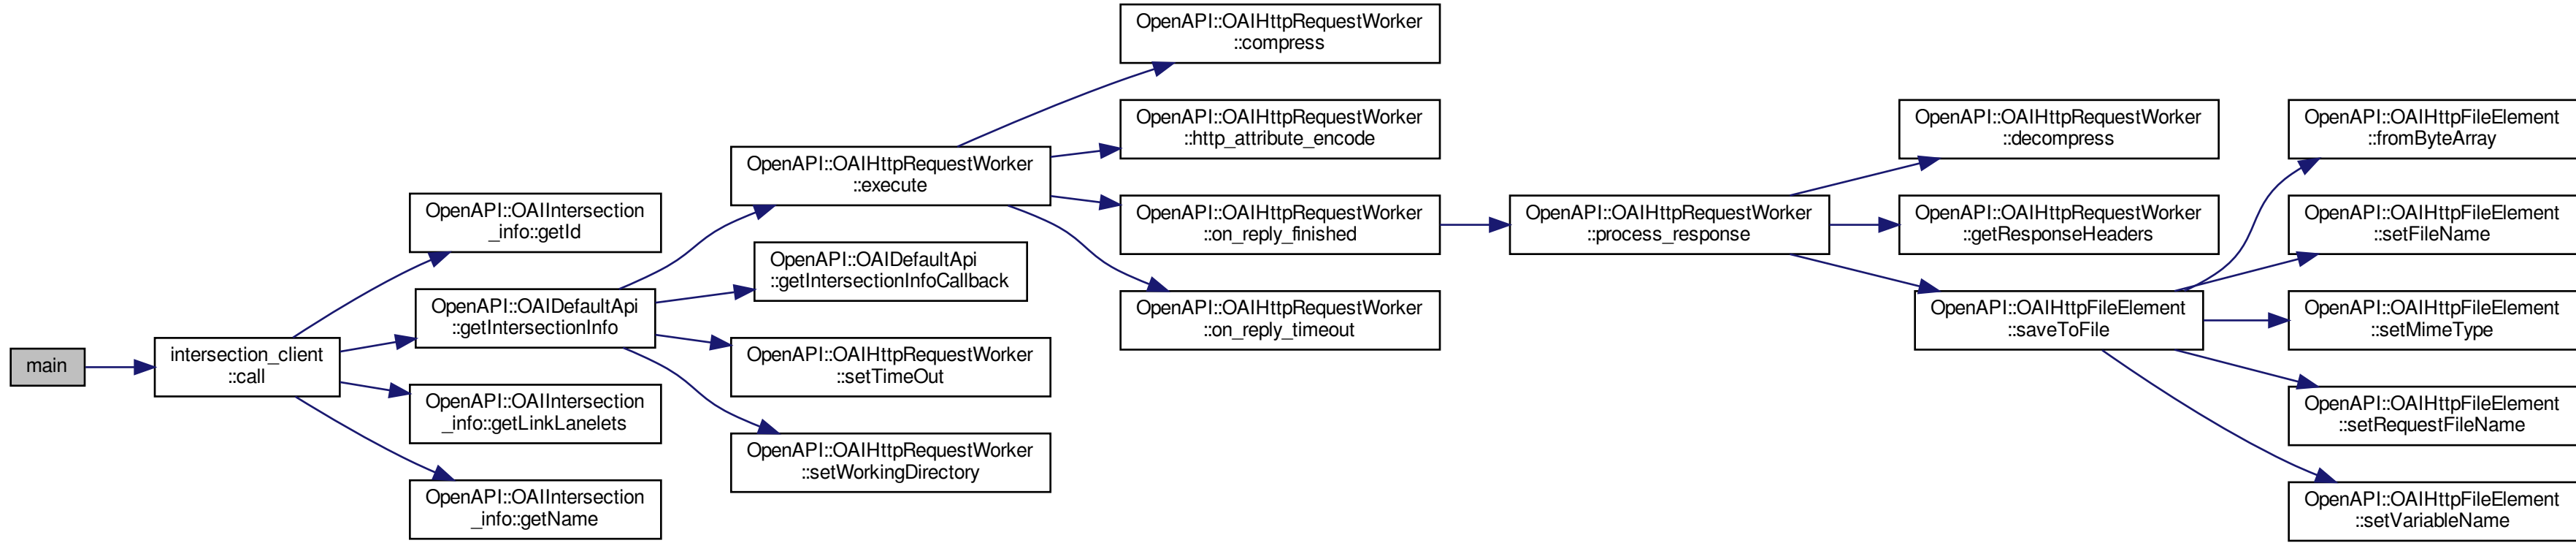 main
intersection_client
::call
OpenAPI::OAIIntersection
_info::getId
OpenAPI::OAIDefaultApi
::getIntersectionInfo
OpenAPI::OAIIntersection
_info::getLinkLanelets
OpenAPI::OAIIntersection
_info::getName
OpenAPI::OAIHttpRequestWorker
::execute
OpenAPI::OAIDefaultApi
::getIntersectionInfoCallback
OpenAPI::OAIHttpRequestWorker
::setTimeOut
OpenAPI::OAIHttpRequestWorker
::setWorkingDirectory
OpenAPI::OAIHttpRequestWorker
::compress
OpenAPI::OAIHttpRequestWorker
::http_attribute_encode
OpenAPI::OAIHttpRequestWorker
::on_reply_finished
OpenAPI::OAIHttpRequestWorker
::on_reply_timeout
OpenAPI::OAIHttpRequestWorker
::process_response
OpenAPI::OAIHttpRequestWorker
::decompress
OpenAPI::OAIHttpRequestWorker
::getResponseHeaders
OpenAPI::OAIHttpFileElement
::saveToFile
OpenAPI::OAIHttpFileElement
::fromByteArray
OpenAPI::OAIHttpFileElement
::setFileName
OpenAPI::OAIHttpFileElement
::setMimeType
OpenAPI::OAIHttpFileElement
::setRequestFileName
OpenAPI::OAIHttpFileElement
::setVariableName